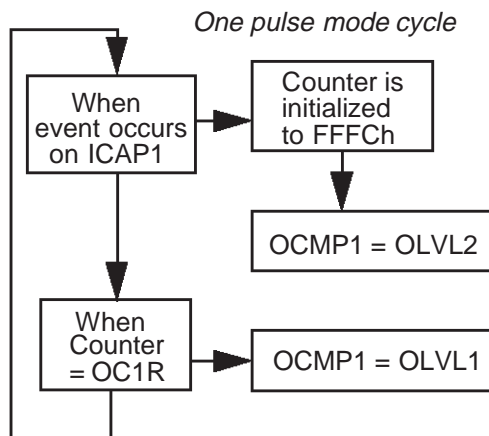 One pulse mode cycle
When
event occurs
on ICAP1
Counter is
initialized
to FFFCh
OCMP1 = OLVL2
When
Counter
= OC1R
OCMP1 = OLVL1